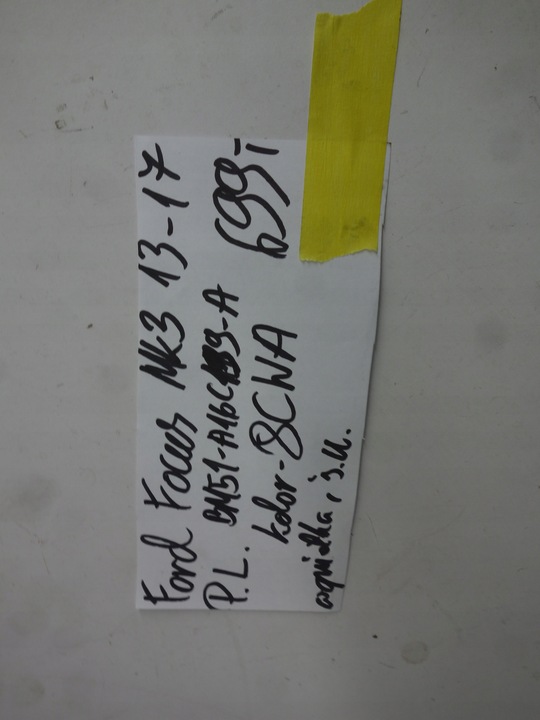 Ford Focus Mk3 13-17
P.L. BM51-A16C-A 699,-
kolor-8CWA